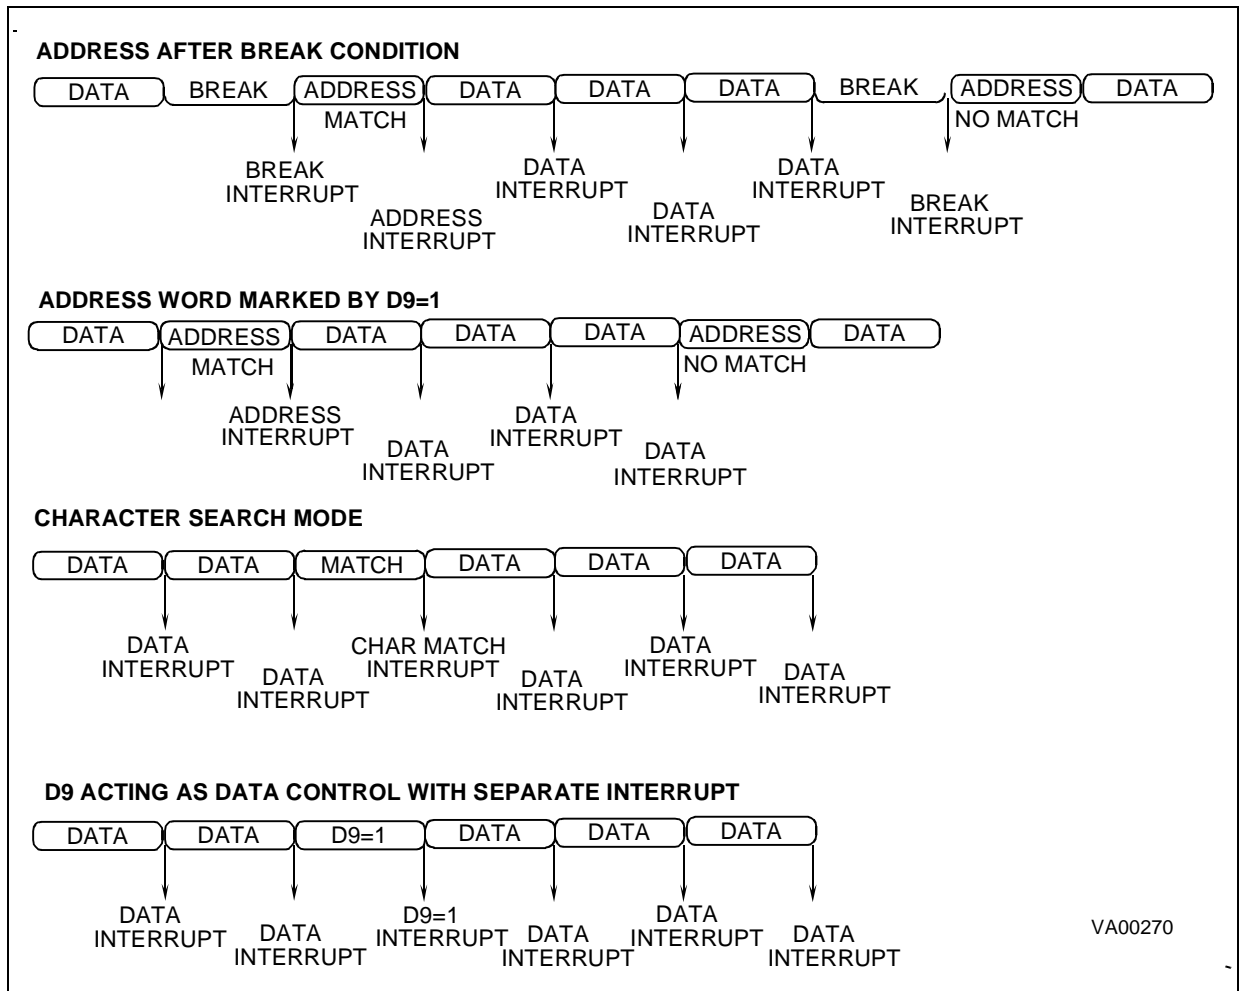 ADDRESS AFTER BREAK CONDITION
DATA BREAK ADDRESS DATA DATA DATA BREAK ADDRESS DATA
MATCH NO MATCH
BREAK
INTERRUPT
ADDRESS
INTERRUPT
DATA
INTERRUPT
DATA
INTERRUPT
DATA
INTERRUPT
BREAK
INTERRUPT
ADDRESS WORD MARKED BY D9=1
DATA ADDRESS DATA DATA DATA ADDRESS DATA
MATCH NO MATCH
ADDRESS
INTERRUPT
DATA
INTERRUPT
DATA
INTERRUPT
DATA
INTERRUPT
CHARACTER SEARCH MODE
DATA DATA MATCH DATA DATA DATA
DATA
INTERRUPT
DATA
INTERRUPT
CHAR MATCH
INTERRUPT
DATA
INTERRUPT
DATA
INTERRUPT
DATA
INTERRUPT
D9 ACTING AS DATA CONTROL WITH SEPARATE INTERRUPT
DATA DATA D9=1 DATA DATA DATA
DATA
INTERRUPT
DATA
INTERRUPT
D9=1
INTERRUPT
DATA
INTERRUPT
DATA
INTERRUPT
DATA
INTERRUPT
VA00270